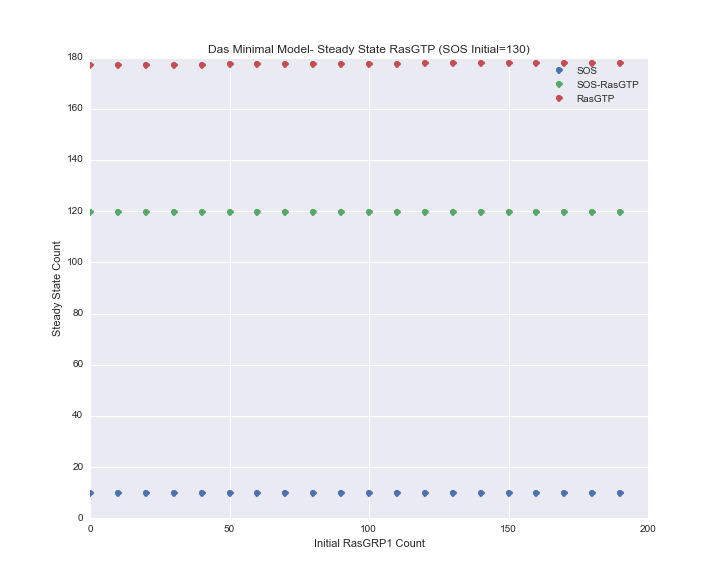 Das Minimal Model- Steady State RasGTP (SOS Initial=130)
180
160
140
120
100
80
60
40
20
0
Steady State Count
SOS
SOS-RasGTP
RasGTP
0
50
100
150
200
Initial RasGRP1 Count